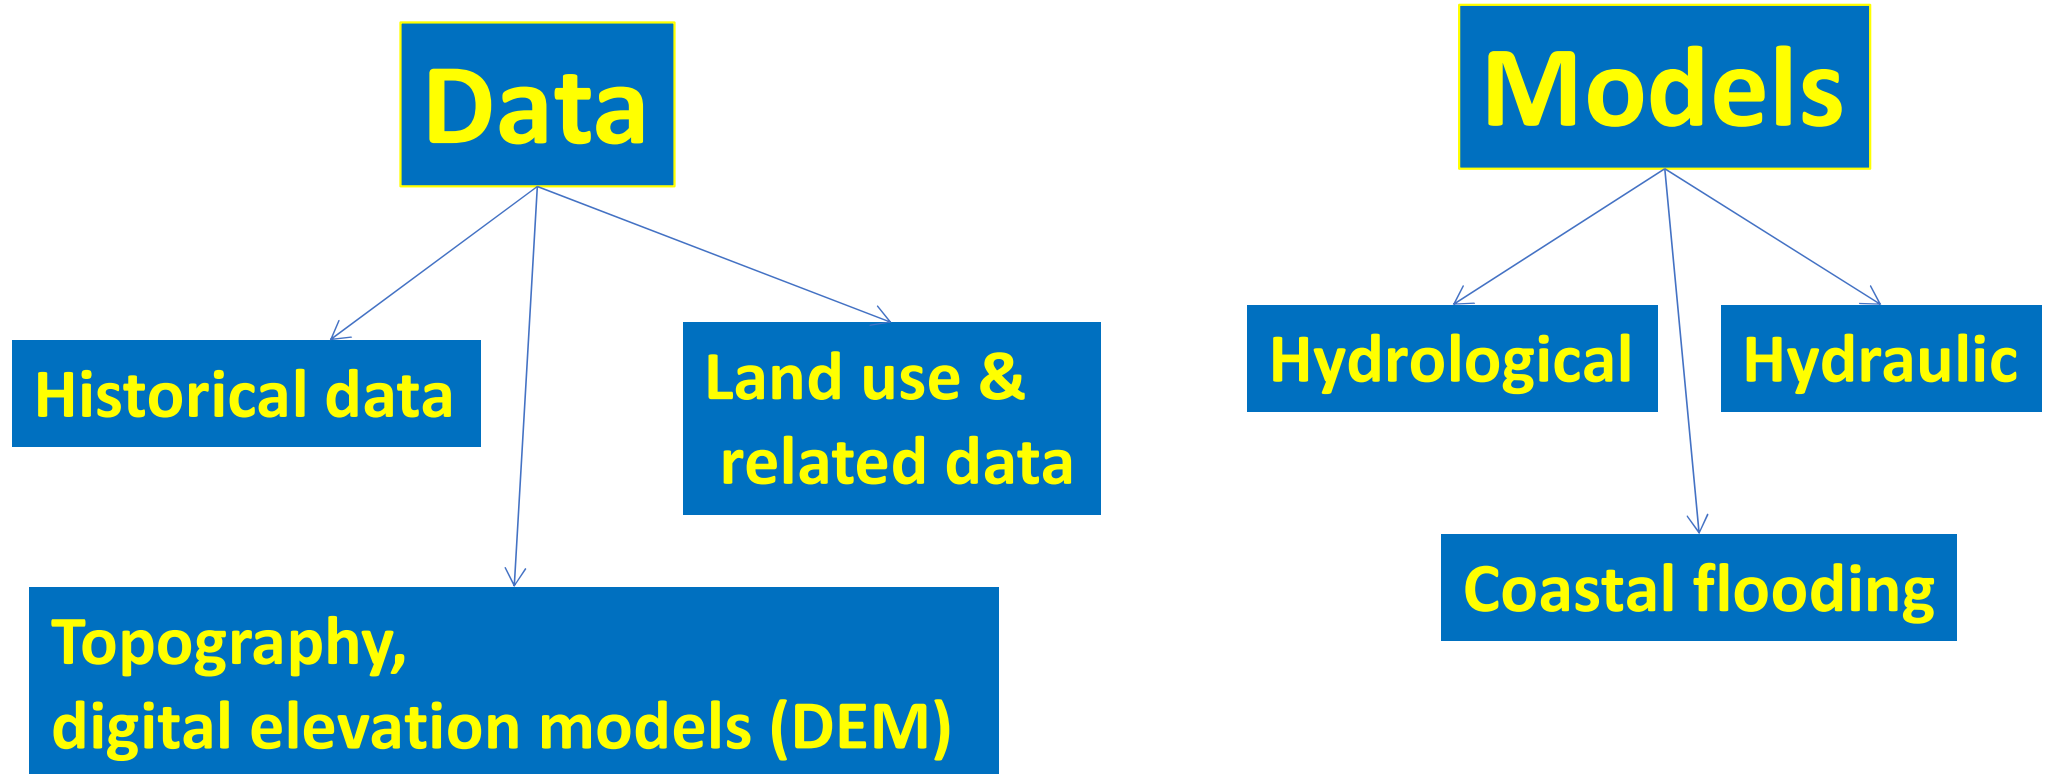 Data
Historical data
Land use &
related data
Topography,
digital elevation models (DEM)
Models
Hydrological
Hydraulic
Coastal flooding